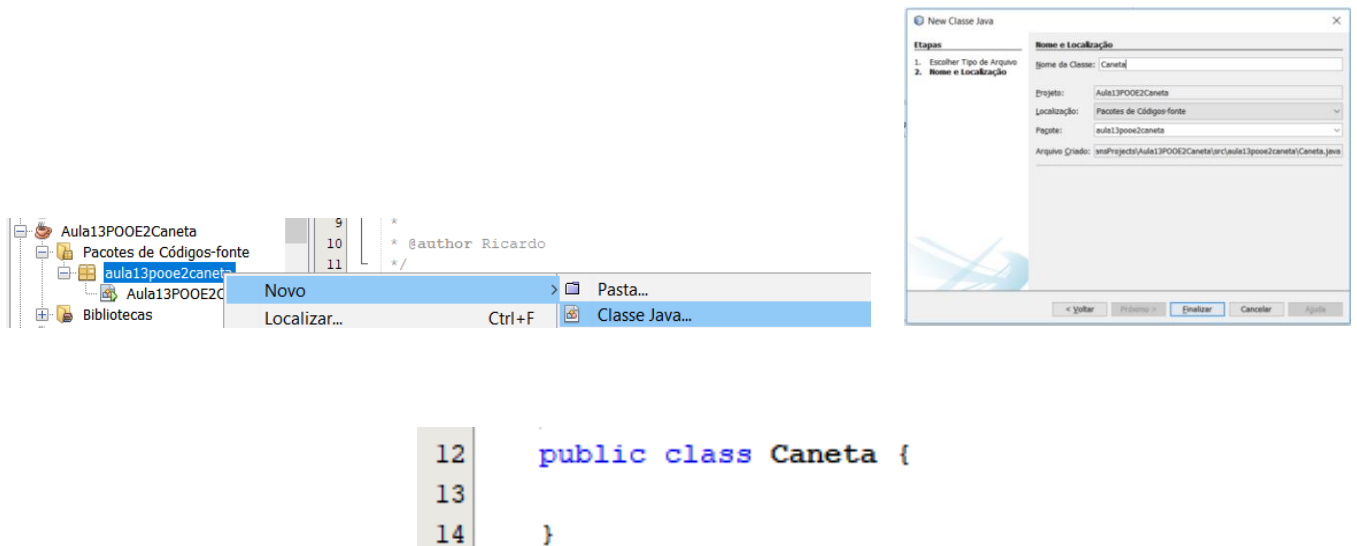 New Classe Java
Etapas
1. Escolher Tipo de Arquivo
2. Nome e Localização
Nome e Localização
Nome da Classe: Caneta
Projeto: Aula13POOE2Caneta
Localização: Pacotes de Códigos-fonte
Pacote: aula13pooe2caneta
Arquivo Criado: nsProjects\Aula13POOE2Caneta\src\aula13pooe2caneta\Caneta.java
< Voltar Próximo > Finalizar Cancelar Ajuda
Aula13POOE2Caneta
Pacotes de Códigos-fonte
aula13pooe2caneta
Aula13POOE2C
Bibliotecas
9 *
10 * @author Ricardo
11 */
Novo
Localizar... Ctrl+F
Pasta...
Classe Java...
12 public class Caneta {
13
14 }